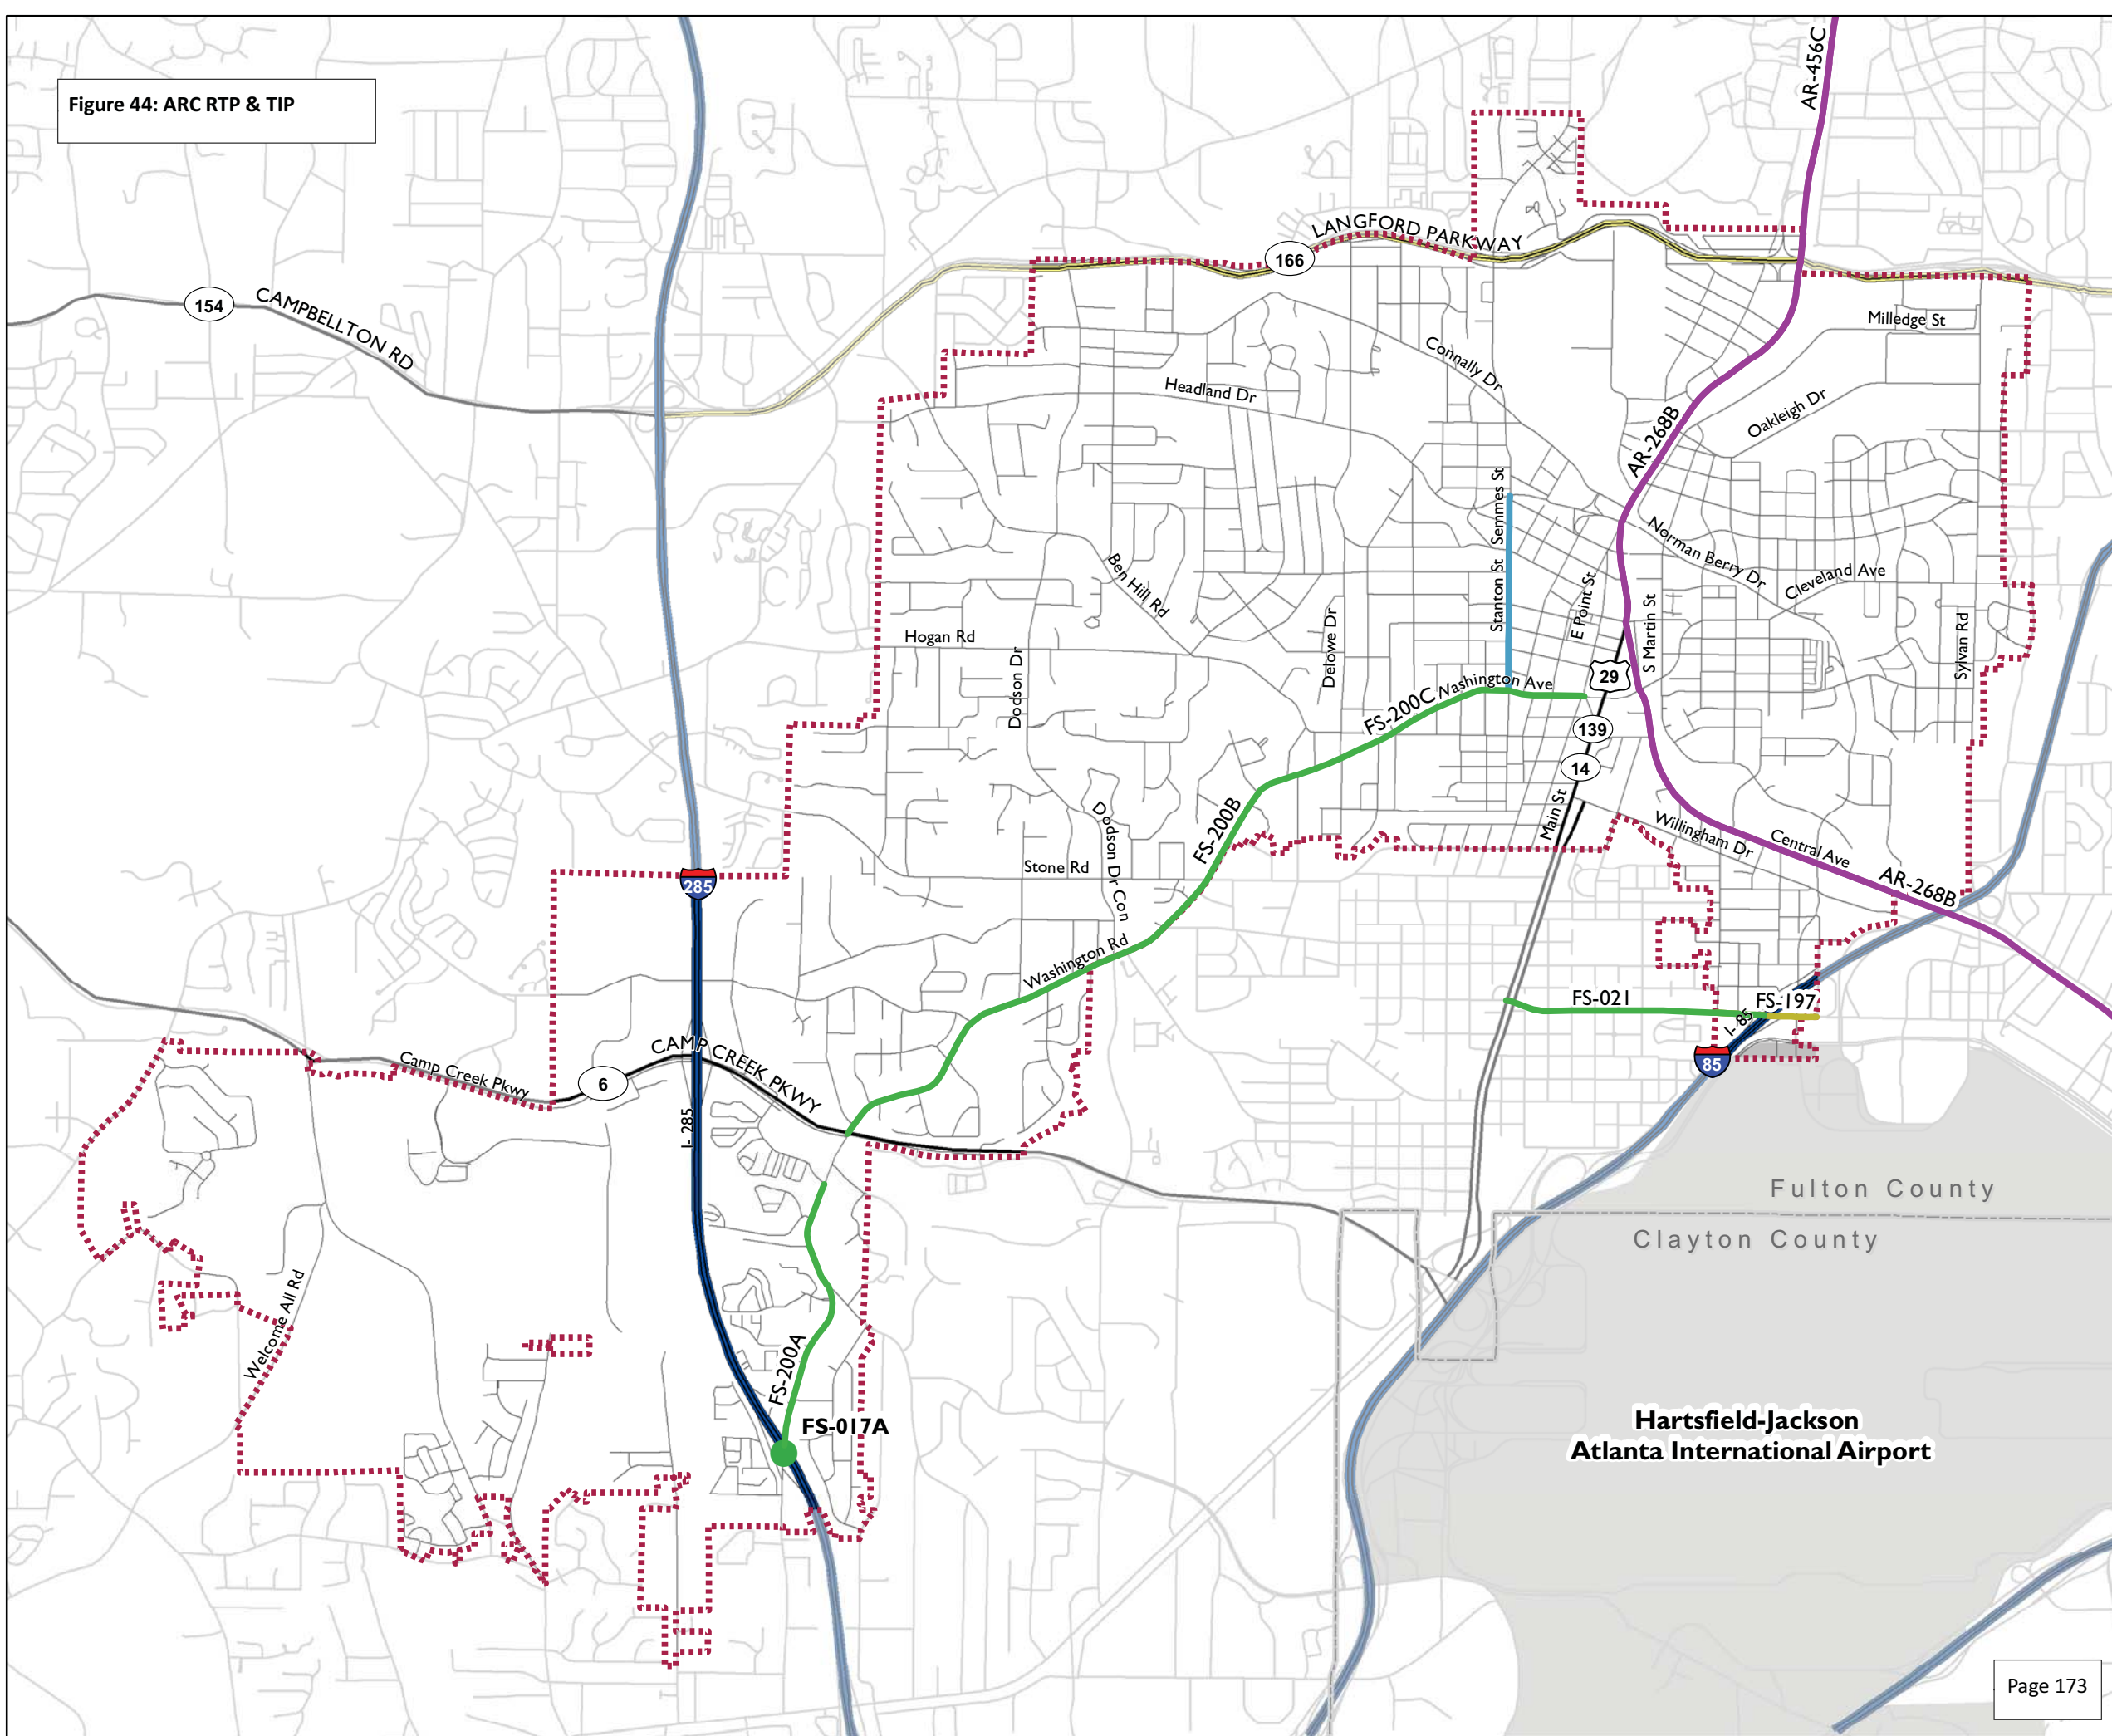 Figure 44: ARC RTP & TIP
AR-456C
LANGFORD PARKWAY
166
154
CAMPBELLTON RD
Milledge St
Connally Dr
Headland Dr
Oakleigh Dr
AR-268B
Semmes St
Norman Berry Dr
Ben Hill Rd
Cleveland Ave
Stanton St
E Point St
S Martin St
Delowe Dr
Sylvan Rd
Hogan Rd
Dodson Dr
29
Washington Ave
FS-200C
139
14
Main St
FS-200B
Dodson Dr Con
Willingham Dr
Central Ave
Stone Rd
AR-268B
285
Washington Rd
FS-021
FS-197
I-85
85
CAMP CREEK PKWY
Camp Creek Pkwy
6
I-285
Fulton County
Clayton County
Welcome All Rd
FS-200A
FS-017A
Hartsfield-Jackson
Atlanta International Airport
Page 173